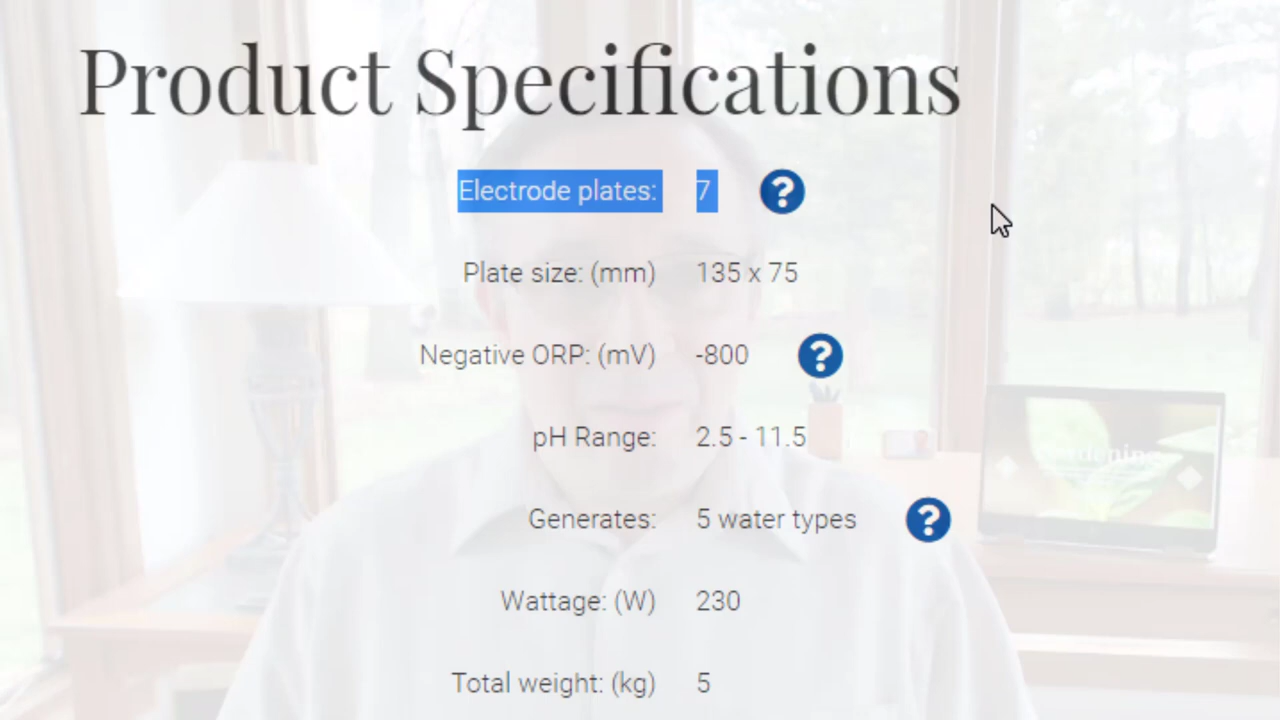 Product Specifications
Electrode plates: 7 ?
Plate size: (mm) 135 x 75
Negative ORP: (mV) -800 ?
pH Range: 2.5 - 11.5
Generates: 5 water types ?
Wattage: (W) 230
Total weight: (kg) 5